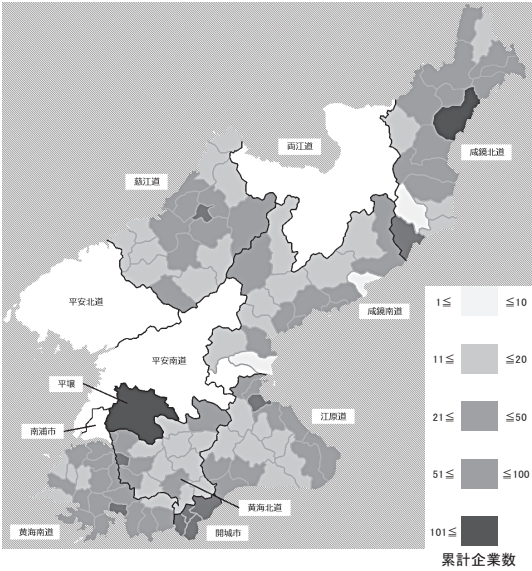 両江道
咸鏡北道
慈江道
平安北道
咸鏡南道
平安南道
平壌
南浦市
江原道
黄海北道
黄海南道
開城市
1≦ ≦10
11≦ ≦20
21≦ ≦50
51≦ ≦100
101≦
累計企業数